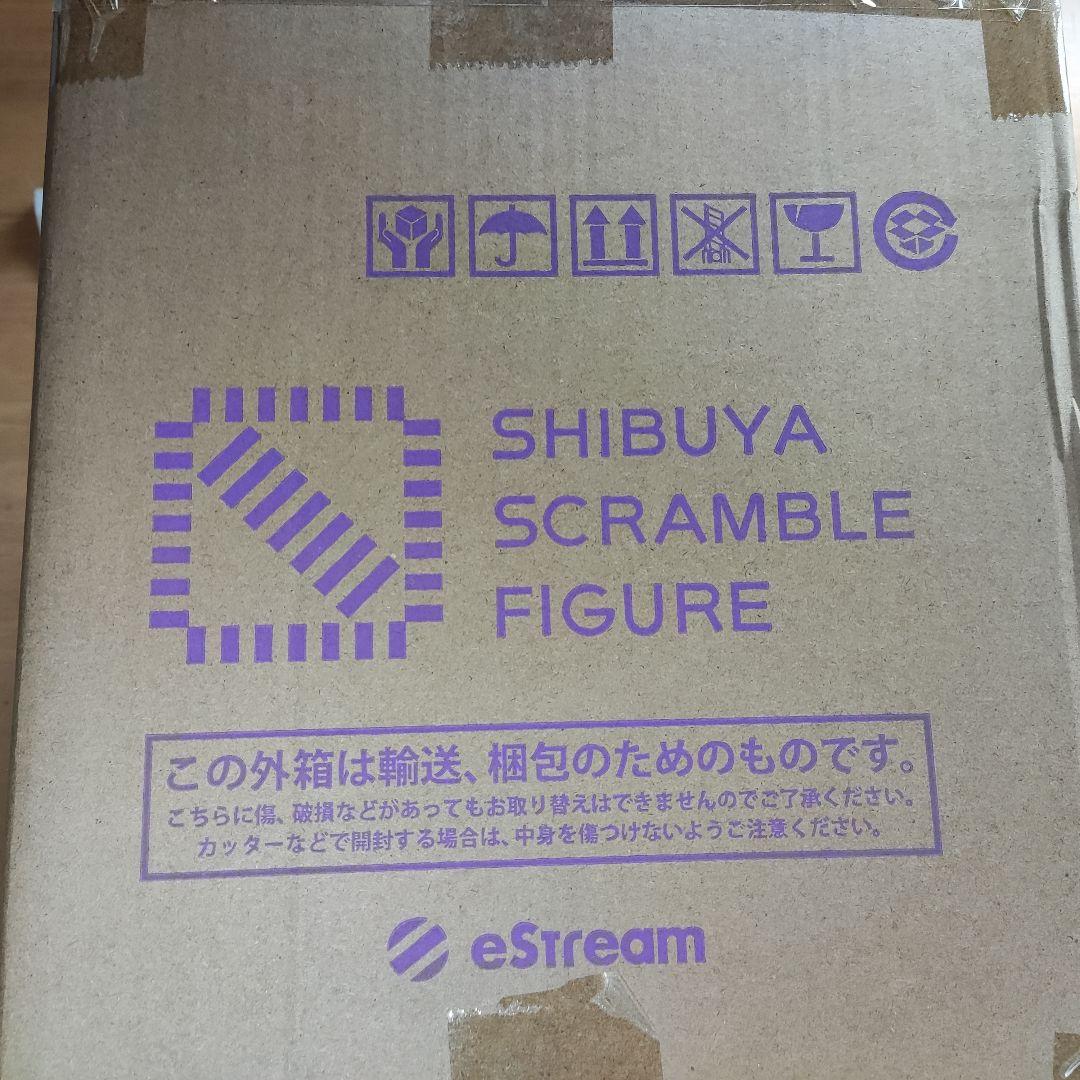 SHIBUYA
SCRAMBLE
FIGURE
この外箱は輸送、梱包のためのものです。
こちらに傷、破損などがあってもお取り替えはできませんのでご了承ください。
カッターなどで開封する場合は、中身を傷つけないようご注意ください。
eStream